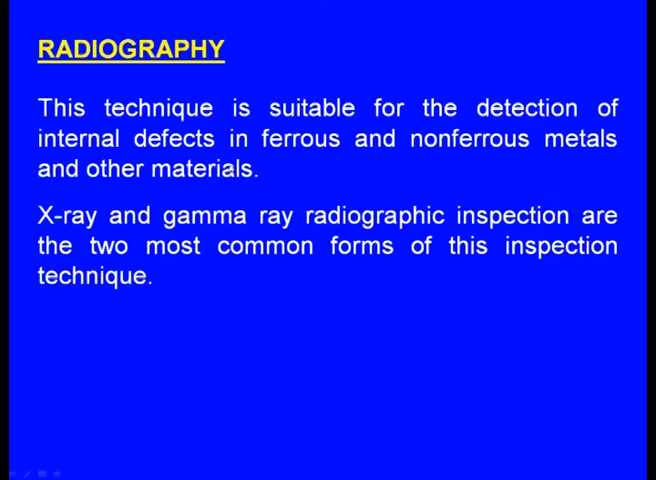 RADIOGRAPHY
This technique is suitable for the detection of
internal defects in ferrous and nonferrous metals
and other materials.
X-ray and gamma ray radiographic inspection are
the two most common forms of this inspection
technique.